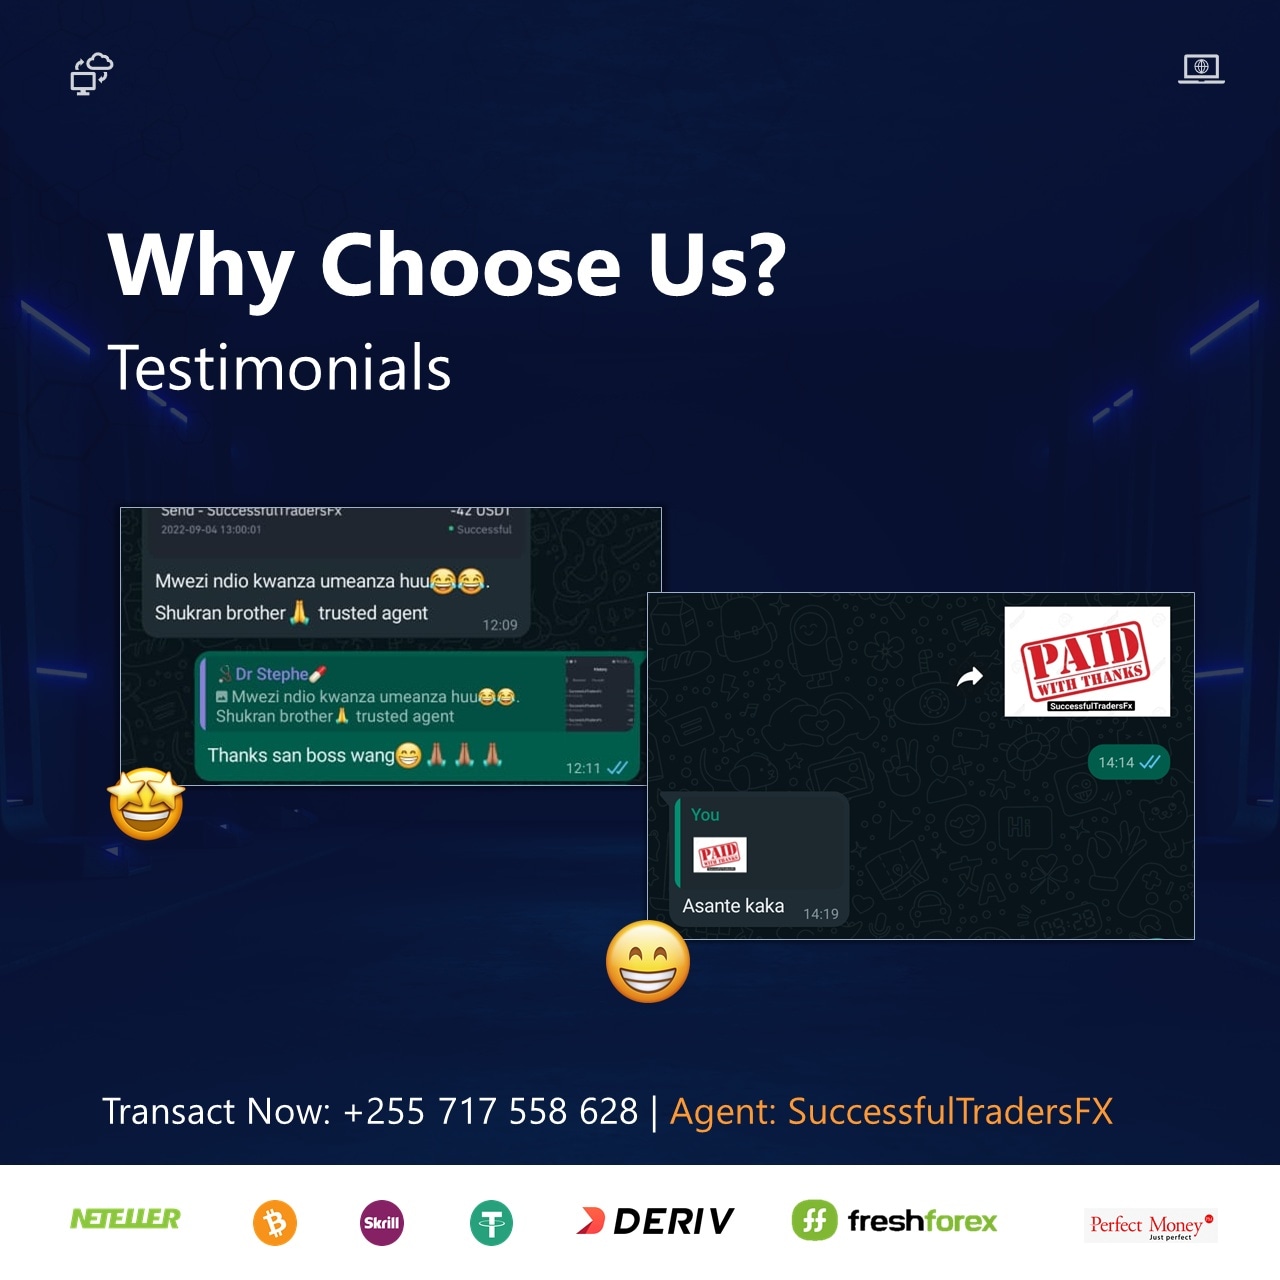 Why Choose Us?
Testimonials
Send - SuccessfulTradersFx -42 USDT
2022-09-04 13:00:01 Successful
Mwezi ndio kwanza umeanza huu😂😂.
Shukran brother🙏 trusted agent
12:09
🩺Dr Stephe💊
Mwezi ndio kwanza umeanza huu😂😂.
Shukran brother🙏 trusted agent
Thanks san boss wang😁🙏🙏🙏
12:11
PAID
WITH THANKS
SuccessfulTradersFx
14:14
You
PAID
WITH THANKS
Asante kaka
14:19
Transact Now: +255 717 558 628 | Agent: SuccessfulTradersFX
NETELLER
Skrill
DERIV
freshforex
Perfect Money
Just perfect